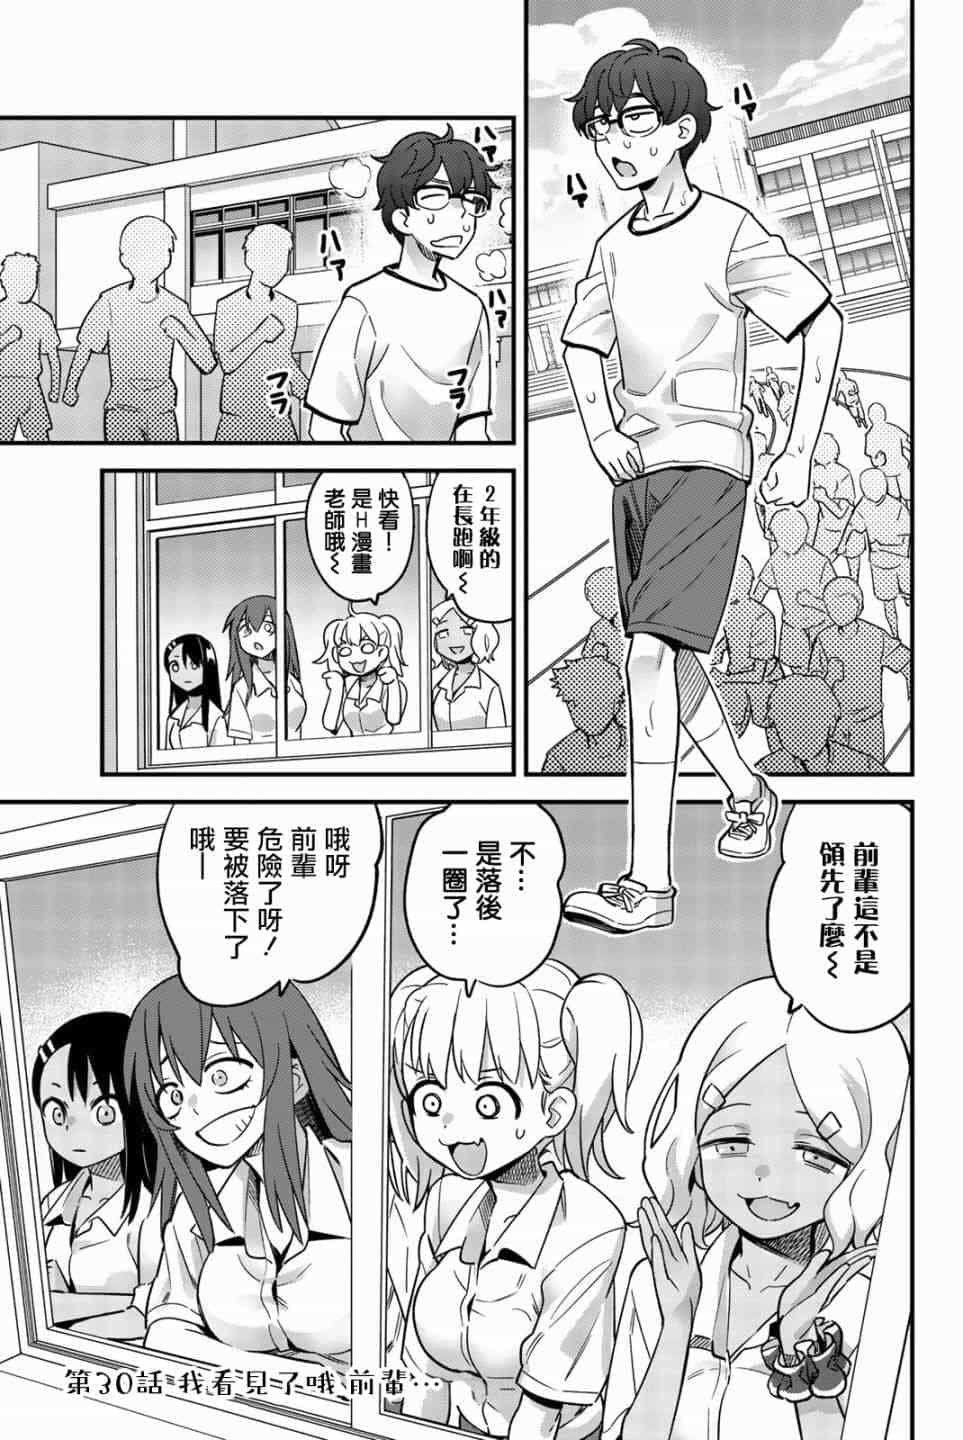 ハァ
ハァ
ハァ
ハァ
フラ
フラ
2年級的
在長跑啊~
快看！
是H漫畫
老師哦~
前輩這不是
領先了麼~
不…
是落後
一圈了…
哦呀
前輩
危險了呀！
要被落下了
哦ー
第30話 我看見了哦 前輩…